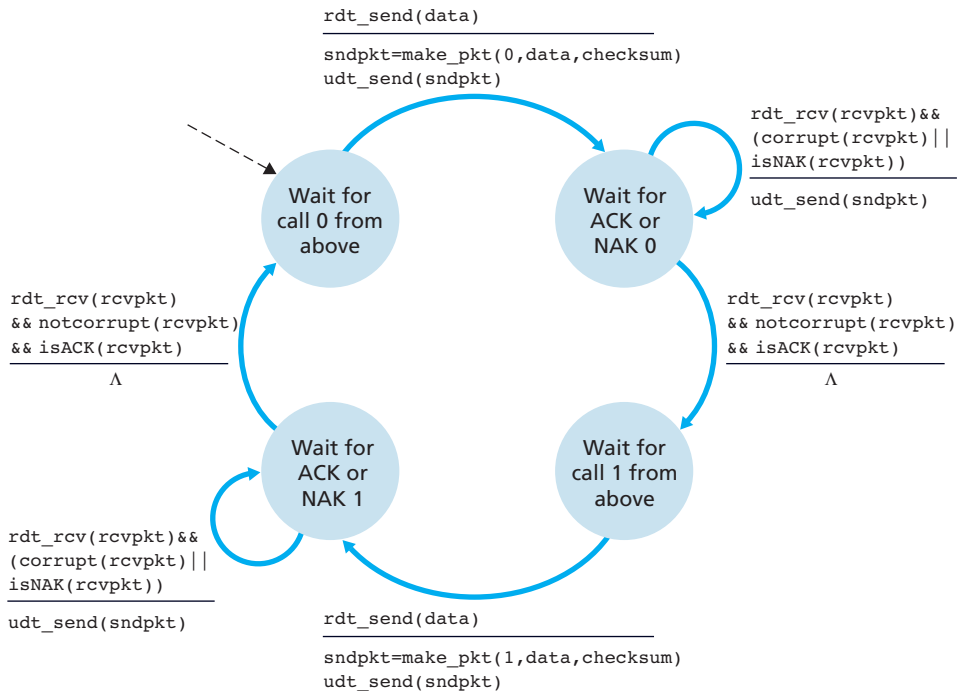 rdt_send(data)
sndpkt=make_pkt(0,data,checksum)
udt_send(sndpkt)
Wait for
call 0 from
above
Wait for
ACK or
NAK 0
rdt_rcv(rcvpkt)&&
(corrupt(rcvpkt)||
isNAK(rcvpkt))
udt_send(sndpkt)
rdt_rcv(rcvpkt)
&& notcorrupt(rcvpkt)
&& isACK(rcvpkt)
Λ
rdt_rcv(rcvpkt)
&& notcorrupt(rcvpkt)
&& isACK(rcvpkt)
Λ
Wait for
ACK or
NAK 1
Wait for
call 1 from
above
rdt_rcv(rcvpkt)&&
(corrupt(rcvpkt)||
isNAK(rcvpkt))
udt_send(sndpkt)
rdt_send(data)
sndpkt=make_pkt(1,data,checksum)
udt_send(sndpkt)